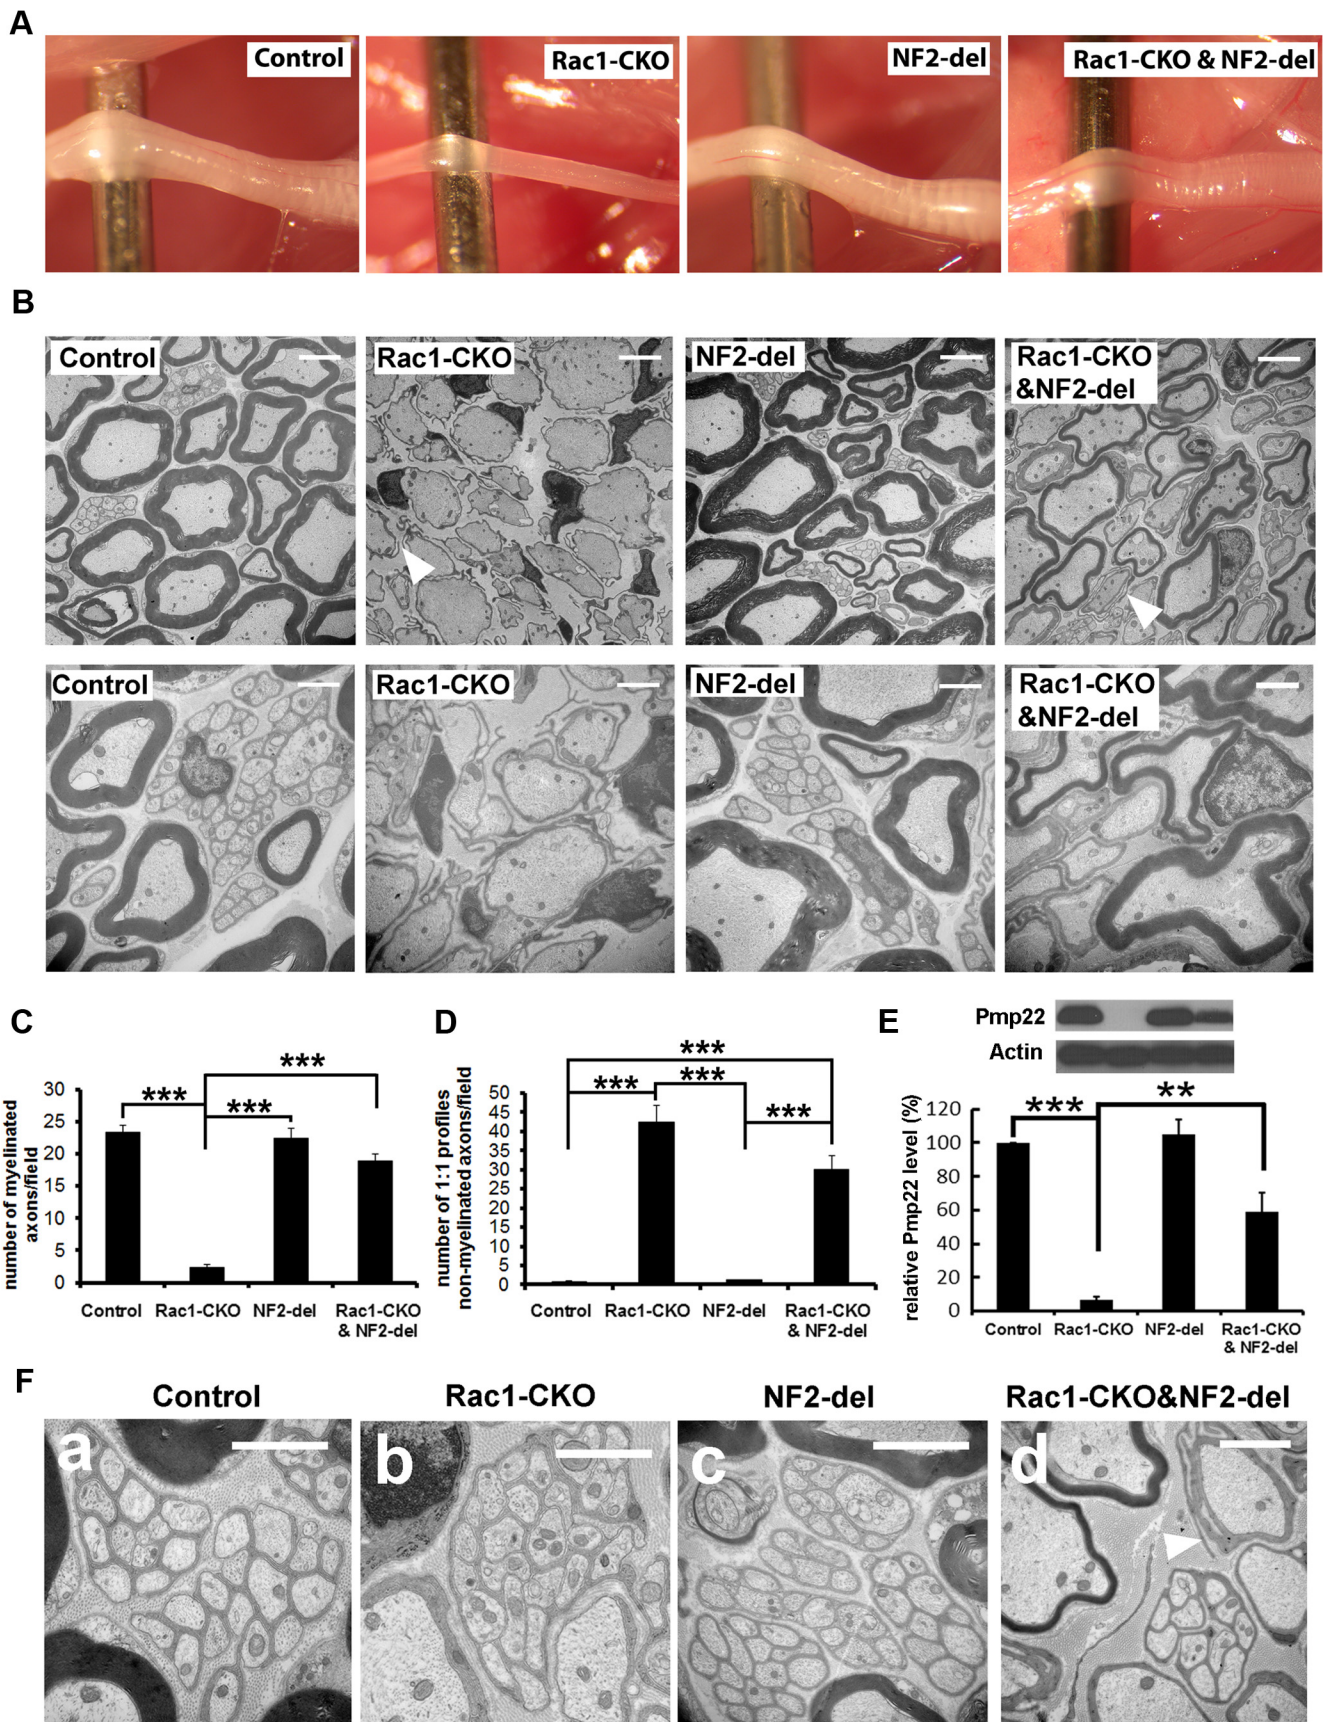 A
Control
Rac1-CKO
NF2-del
Rac1-CKO & NF2-del
B
Control
Rac1-CKO
NF2-del
Rac1-CKO
&NF2-del
Control
Rac1-CKO
NF2-del
Rac1-CKO
&NF2-del
C
number of myelinated
axons/field
30
25
20
15
10
5
0
***
***
***
Control
Rac1-CKO
NF2-del
Rac1-CKO
& NF2-del
D
number of 1:1 profiles
non-myelinated axons/field
50
45
40
35
30
25
20
15
10
5
0
***
***
***
***
Control
Rac1-CKO
NF2-del
Rac1-CKO
& NF2-del
E
Pmp22
Actin
relative Pmp22 level (%)
120
100
80
60
40
20
0
***
**
Control
Rac1-CKO
NF2-del
Rac1-CKO
& NF2-del
F
Control
Rac1-CKO
NF2-del
Rac1-CKO&NF2-del
a
b
c
d